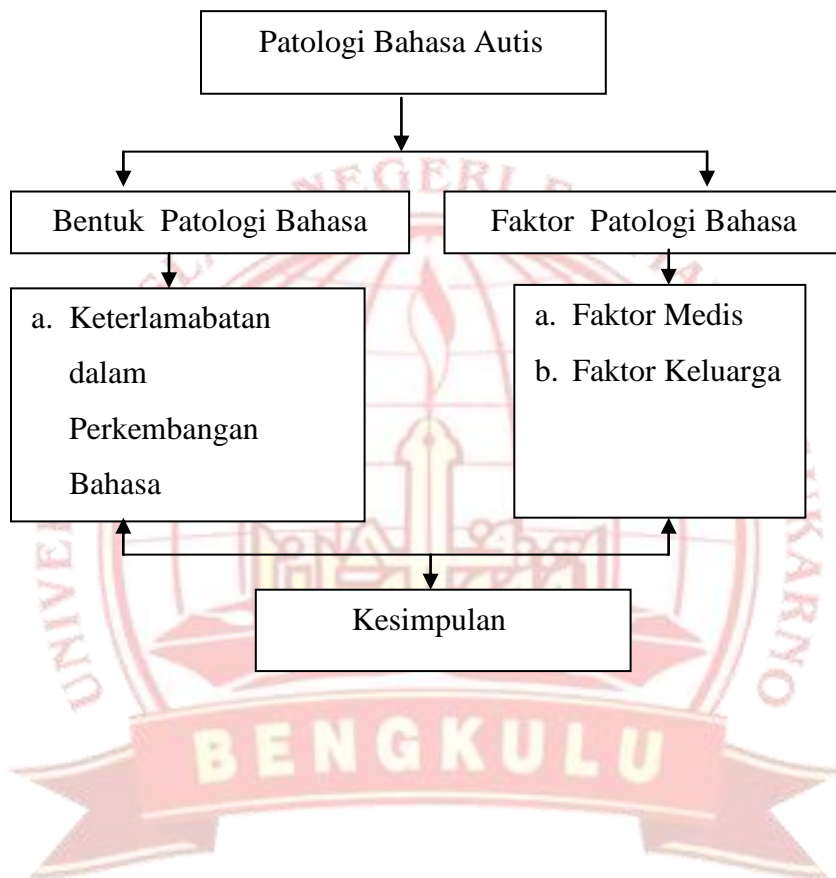 Patologi Bahasa Autis
Bentuk Patologi Bahasa
Faktor Patologi Bahasa
a. Keterlamabatan
dalam
Perkembangan
Bahasa
a. Faktor Medis
b. Faktor Keluarga
Kesimpulan
BENGKULU